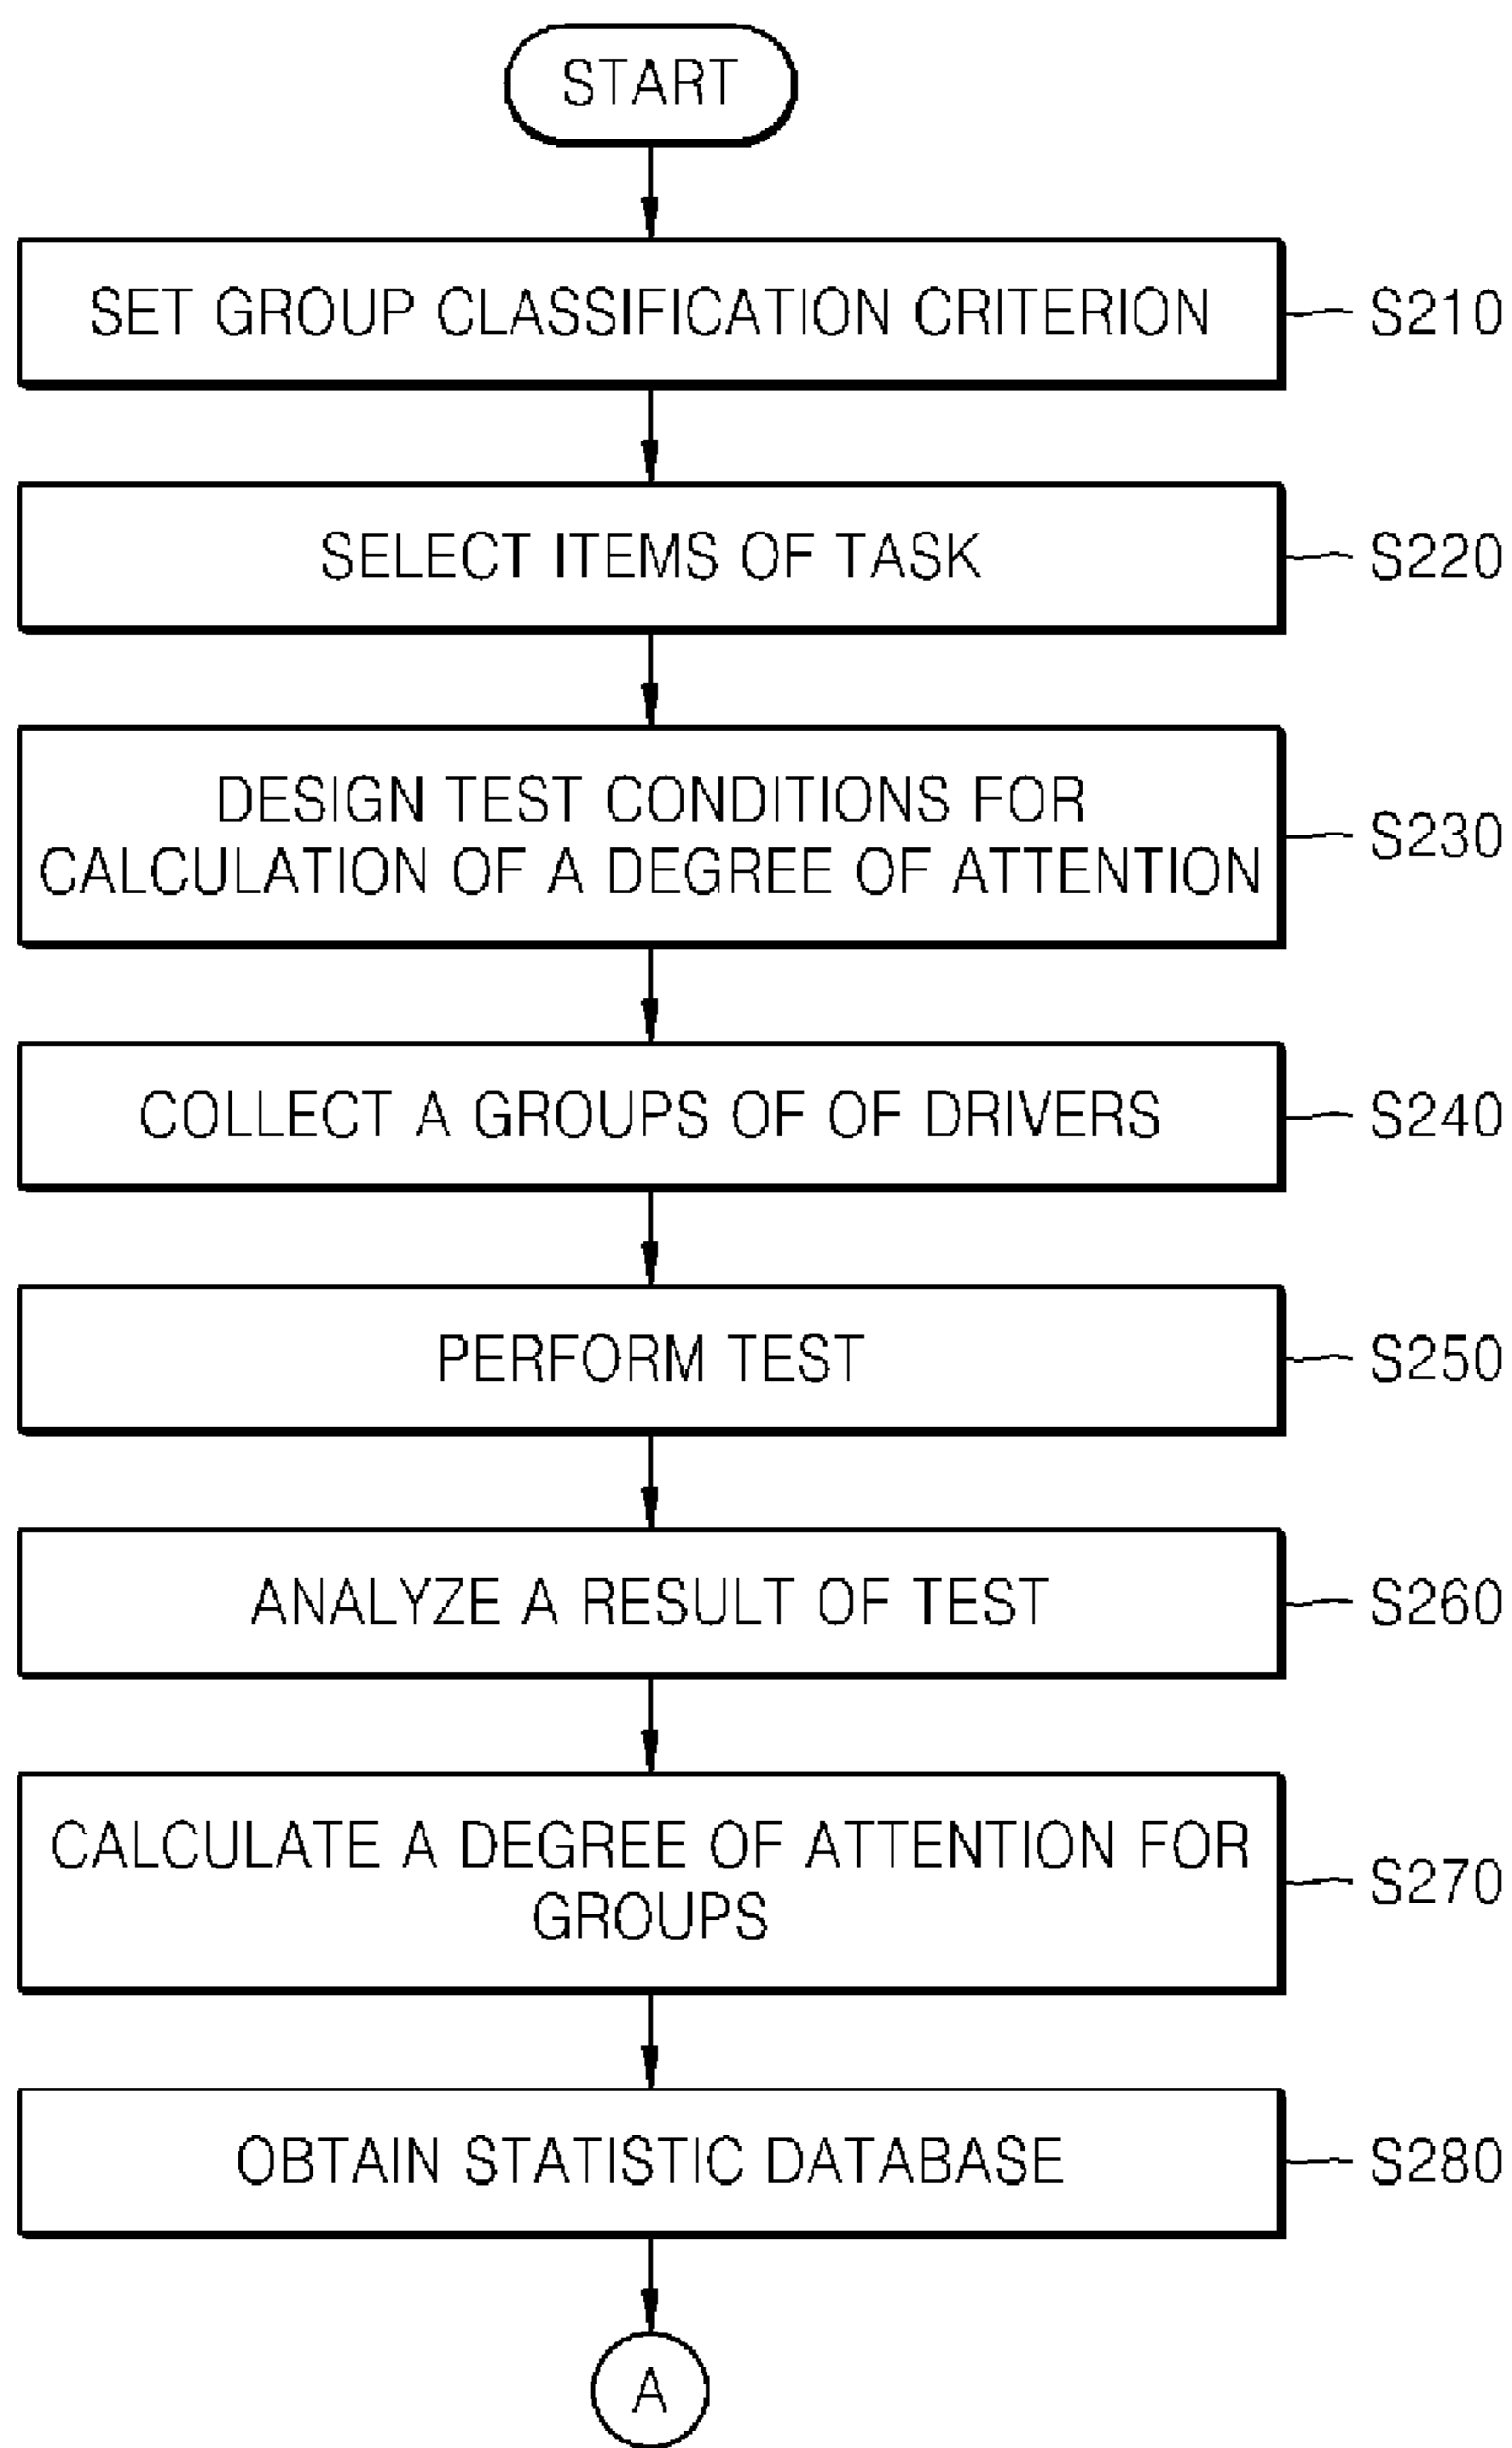 START
SET GROUP CLASSIFICATION CRITERION
S210
SELECT ITEMS OF TASK
S220
DESIGN TEST CONDITIONS FOR
CALCULATION OF A DEGREE OF ATTENTION
S230
COLLECT A GROUPS OF OF DRIVERS
S240
PERFORM TEST
S250
ANALYZE A RESULT OF TEST
S260
CALCULATE A DEGREE OF ATTENTION FOR
GROUPS
S270
OBTAIN STATISTIC DATABASE
S280
A